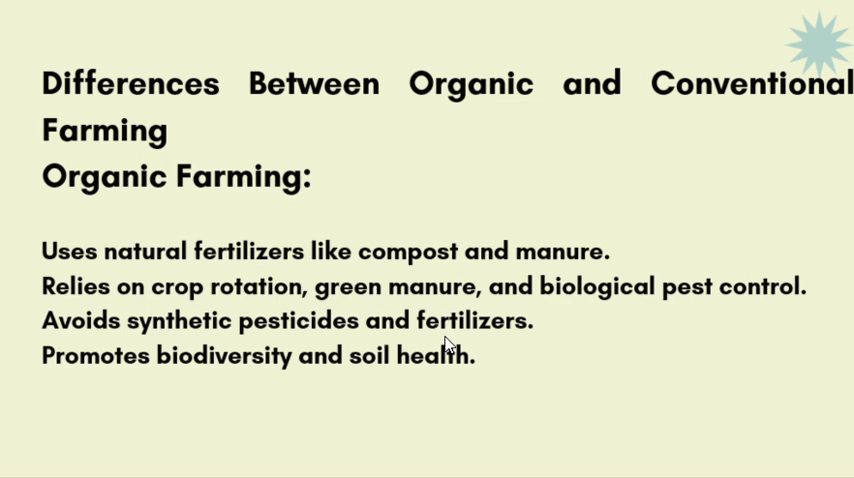 Differences Between Organic and Conventional
Farming
Organic Farming:
Uses natural fertilizers like compost and manure.
Relies on crop rotation, green manure, and biological pest control.
Avoids synthetic pesticides and fertilizers.
Promotes biodiversity and soil health.